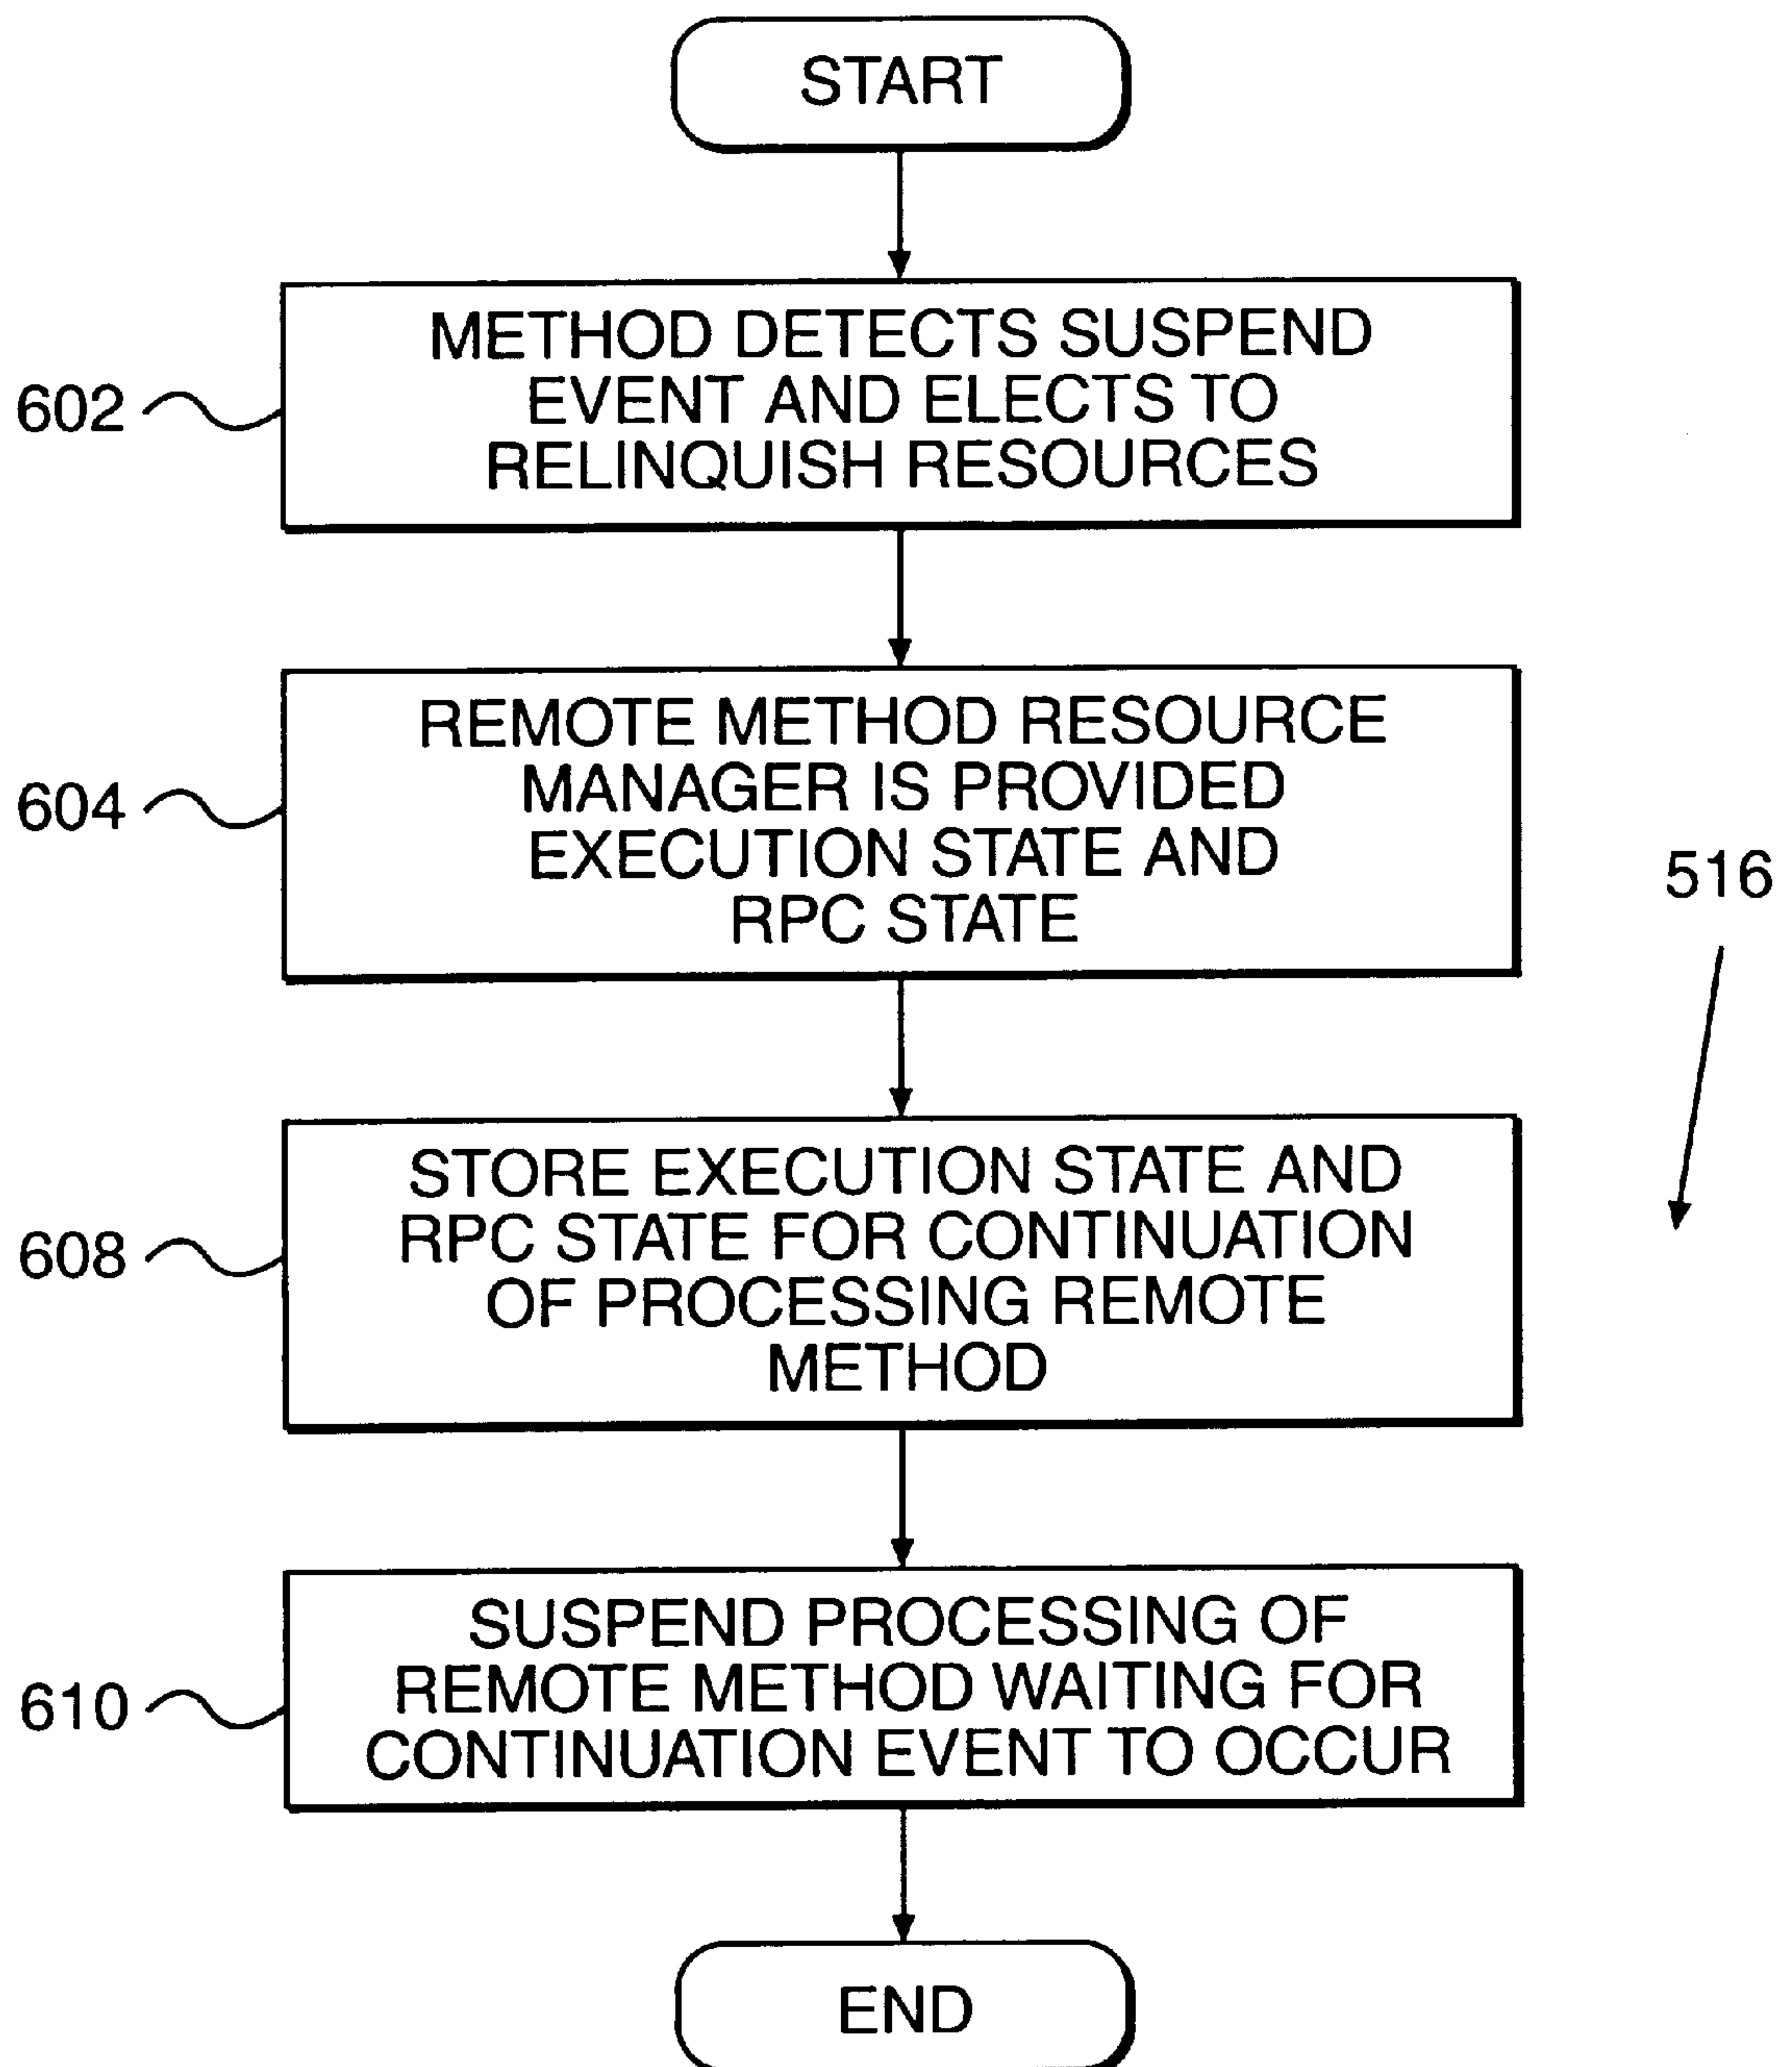 START
METHOD DETECTS SUSPEND
EVENT AND ELECTS TO
RELINQUISH RESOURCES
602
REMOTE METHOD RESOURCE
MANAGER IS PROVIDED
EXECUTION STATE AND
RPC STATE
604
516
STORE EXECUTION STATE AND
RPC STATE FOR CONTINUATION
OF PROCESSING REMOTE
METHOD
608
SUSPEND PROCESSING OF
REMOTE METHOD WAITING FOR
CONTINUATION EVENT TO OCCUR
610
END